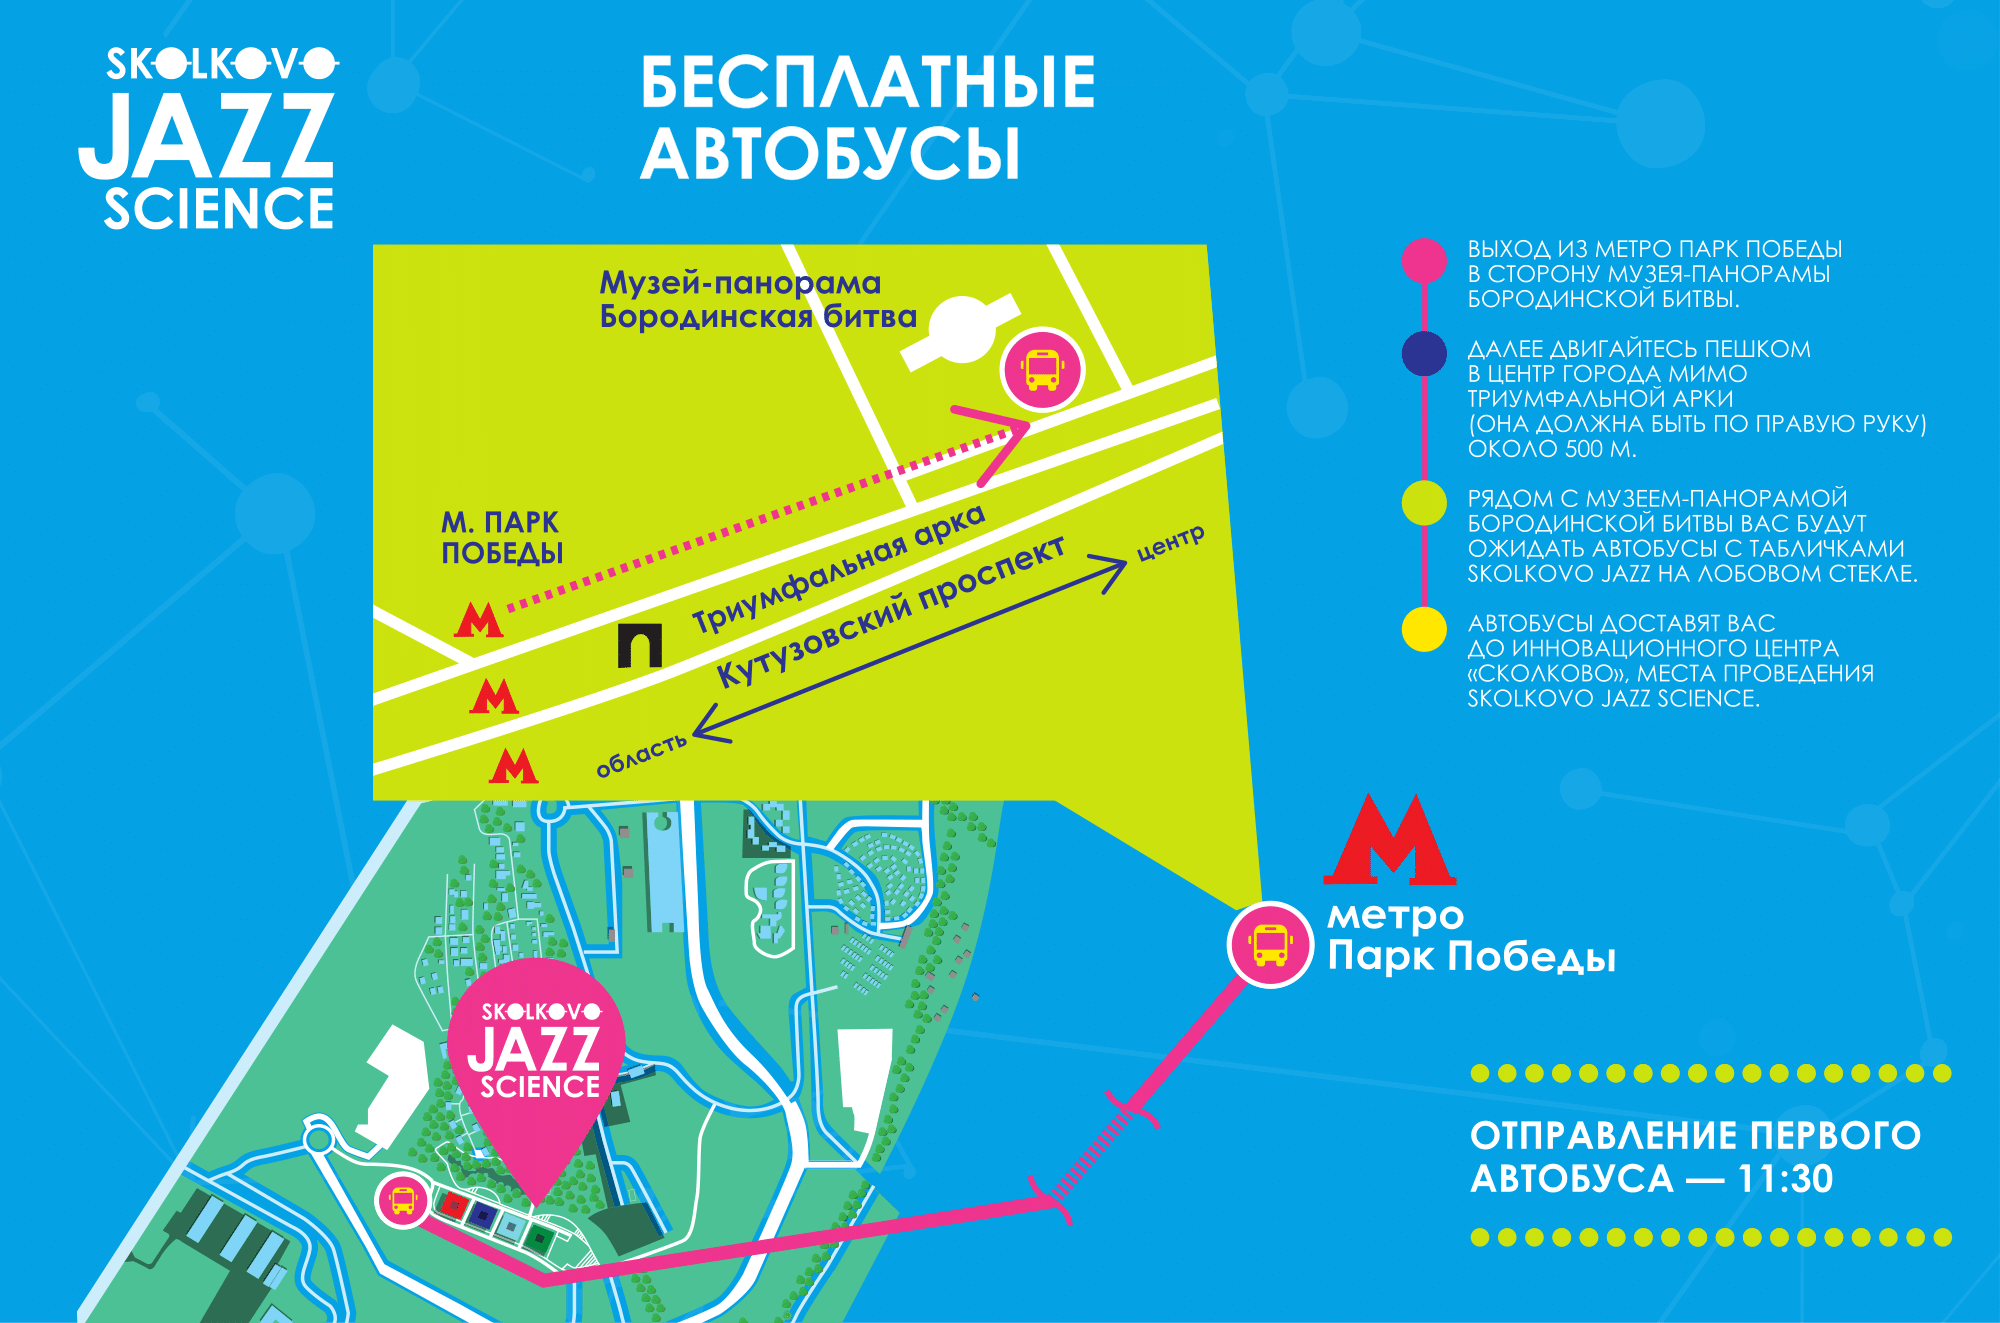 SKOLKOVO
JAZZ
SCIENCE
БЕСПЛАТНЫЕ
АВТОБУСЫ
Музей-панорама
Бородинская битва
М. ПАРК
ПОБЕДЫ
Триумфальная арка
Кутузовский проспект
центр
область
ВЫХОД ИЗ МЕТРО ПАРК ПОБЕДЫ
В СТОРОНУ МУЗЕЯ-ПАНОРАМЫ
БОРОДИНСКОЙ БИТВЫ.
ДАЛЕЕ ДВИГАЙТЕСЬ ПЕШКОМ
В ЦЕНТР ГОРОДА МИМО
ТРИУМФАЛЬНОЙ АРКИ
(ОНА ДОЛЖНА БЫТЬ ПО ПРАВУЮ РУКУ)
ОКОЛО 500 М.
РЯДОМ С МУЗЕЕМ-ПАНОРАМОЙ
БОРОДИНСКОЙ БИТВЫ ВАС БУДУТ
ОЖИДАТЬ АВТОБУСЫ С ТАБЛИЧКАМИ
SKOLKOVO JAZZ НА ЛОБОВОМ СТЕКЛЕ.
АВТОБУСЫ ДОСТАВЯТ ВАС
ДО ИННОВАЦИОННОГО ЦЕНТРА
«СКОЛКОВО», МЕСТА ПРОВЕДЕНИЯ
SKOLKOVO JAZZ SCIENCE.
М
М
М
М
метро
Парк Победы
SKOLKOVO
JAZZ
SCIENCE
ОТПРАВЛЕНИЕ ПЕРВОГО
АВТОБУСА — 11:30